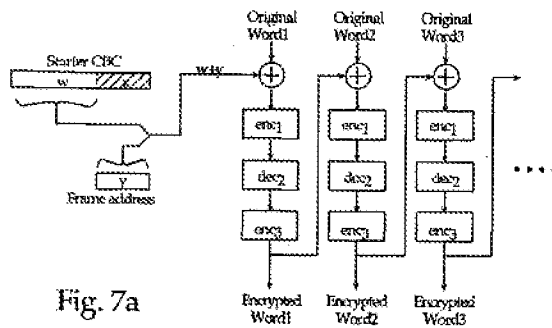 Original
Word1
Original
Word2
Original
Word3
Starter CBC
w
w+y
enc1
enc1
enc1
dec2
dec2
dec2
y
Frame address
enc3
enc3
Fig. 7a
Encrypted
Word1
Encrypted
Word2
Encrypted
Word3